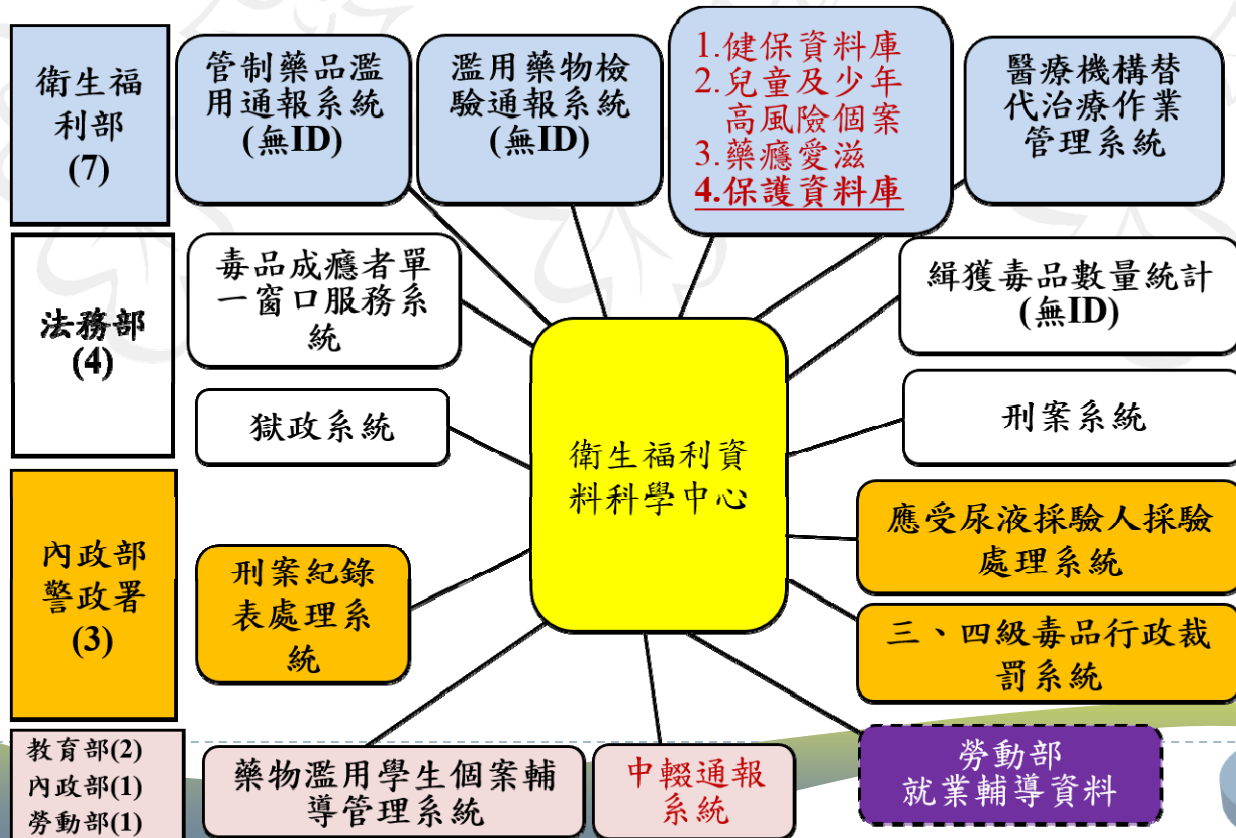 衛生福
利部
(7)
管制藥品濫
用通報系統
(無ID)
濫用藥物檢
驗通報系統
(無ID)
1.健保資料庫
2.兒童及少年
高風險個案
3.藥癮愛滋
4.保護資料庫
醫療機構替
代治療作業
管理系統
法務部
(4)
毒品成癮者單
一窗口服務系
統
緝獲毒品數量統計
(無ID)
獄政系統
刑案系統
衛生福利資
料科學中心
內政部
警政署
(3)
刑案紀錄
表處理系
統
應受尿液採驗人採驗
處理系統
三、四級毒品行政裁
罰系統
教育部(2)
內政部(1)
勞動部(1)
藥物濫用學生個案輔
導管理系統
中輟通報
系統
勞動部
就業輔導資料